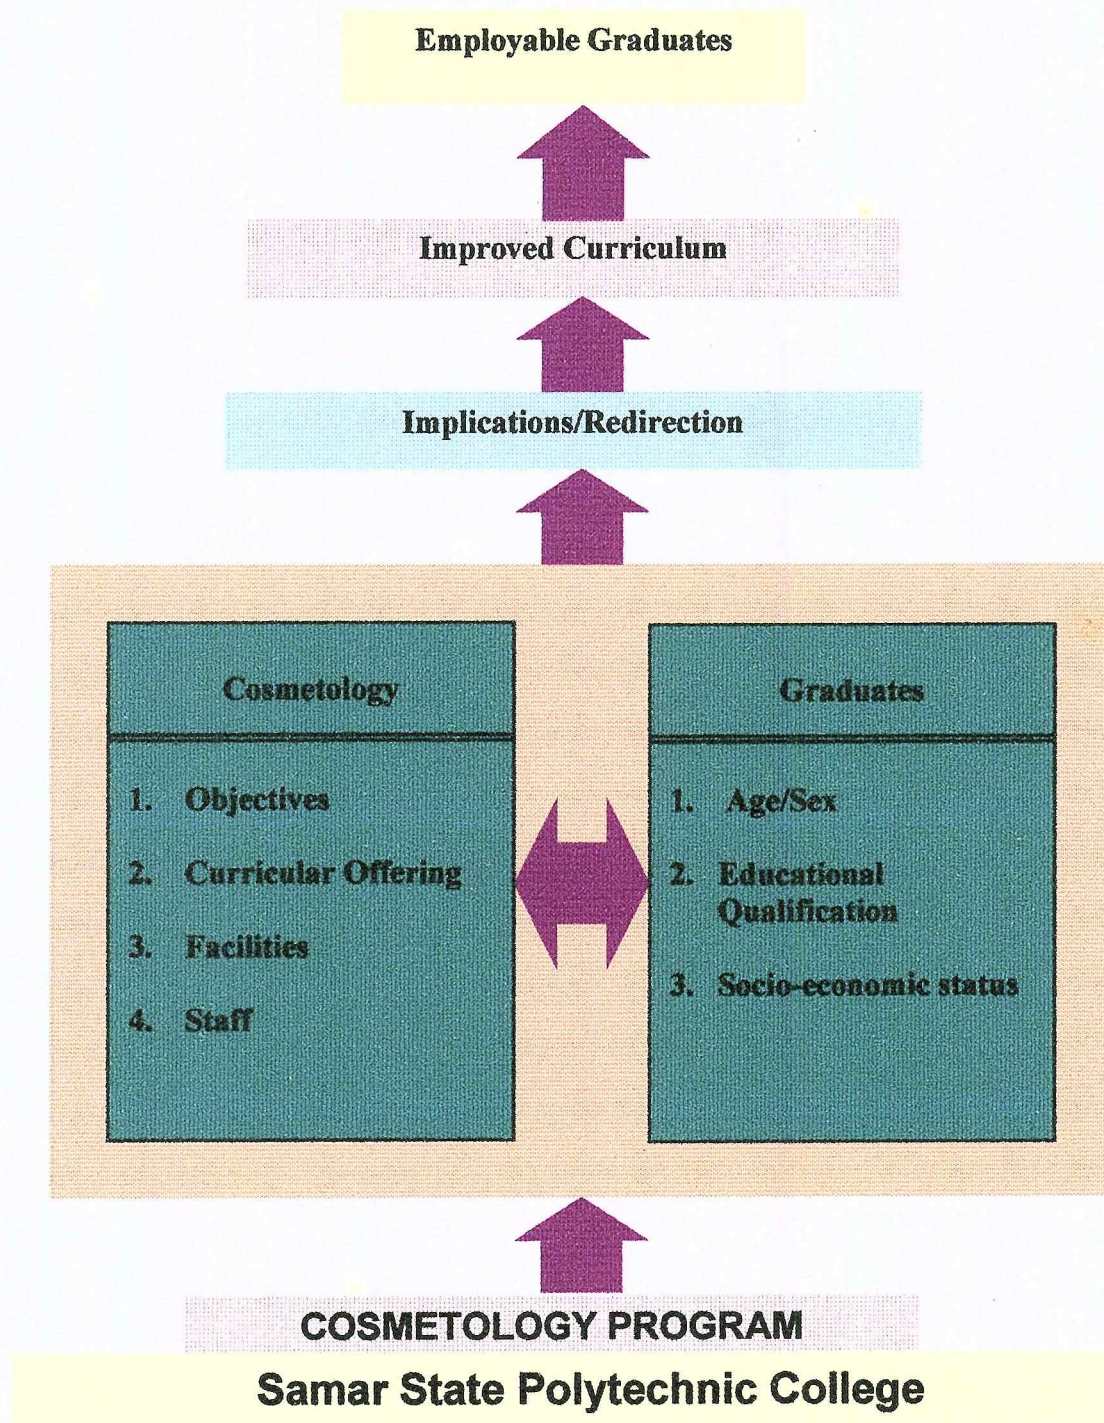 Employable Graduates
Improved Curriculum
Implications/Redirection
Cosmetology
1. Objectives
2. Curricular Offering
3. Facilities
4. Staff
Graduates
1. Age/Sex
2. Educational
Qualification
3. Socio-economic status
COSMETOLOGY PROGRAM
Samar State Polytechnic College